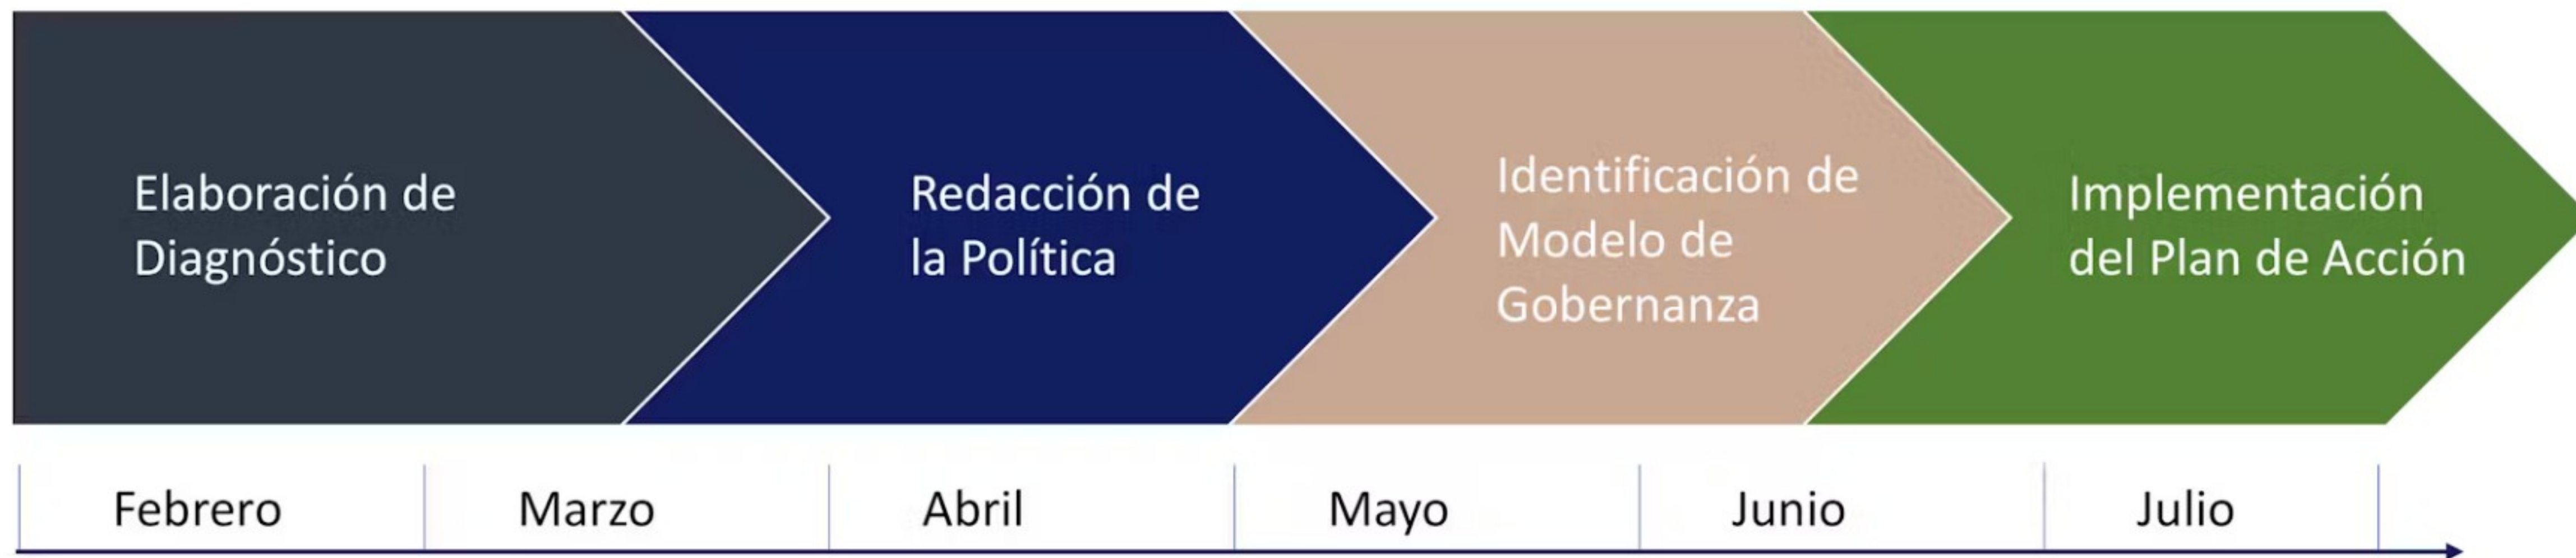 Elaboración de
Diagnóstico
Redacción de
la Política
Identificación de
Modelo de
Gobernanza
Implementación
del Plan de Acción
Febrero
Marzo
Abril
Mayo
Junio
Julio